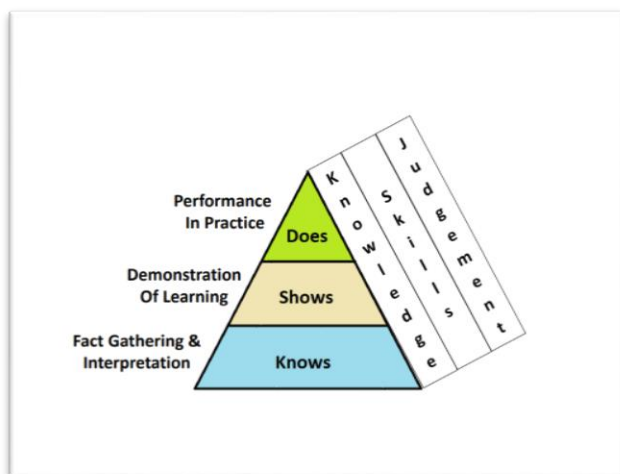 Performance
In Practice
Does
Demonstration
Of Learning
Shows
Fact Gathering &
Interpretation
Knows
Knowledge
Skills
Judgement